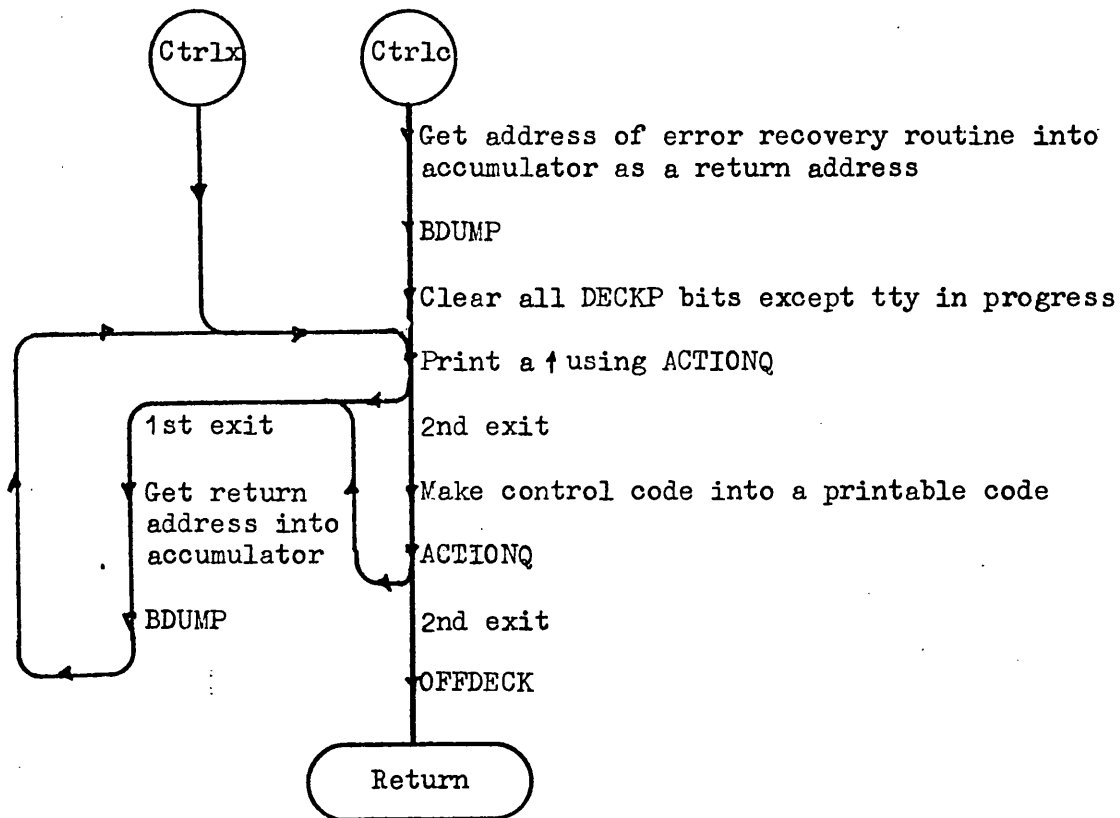 Ctrlx
Ctrlc
Get address of error recovery routine into
accumulator as a return address
BDUMP
Clear all DECKP bits except tty in progress
Print a ↑ using ACTIONQ
1st exit
2nd exit
Get return
address into
accumulator
Make control code into a printable code
ACTIONQ
BDUMP
2nd exit
OFFDECK
Return